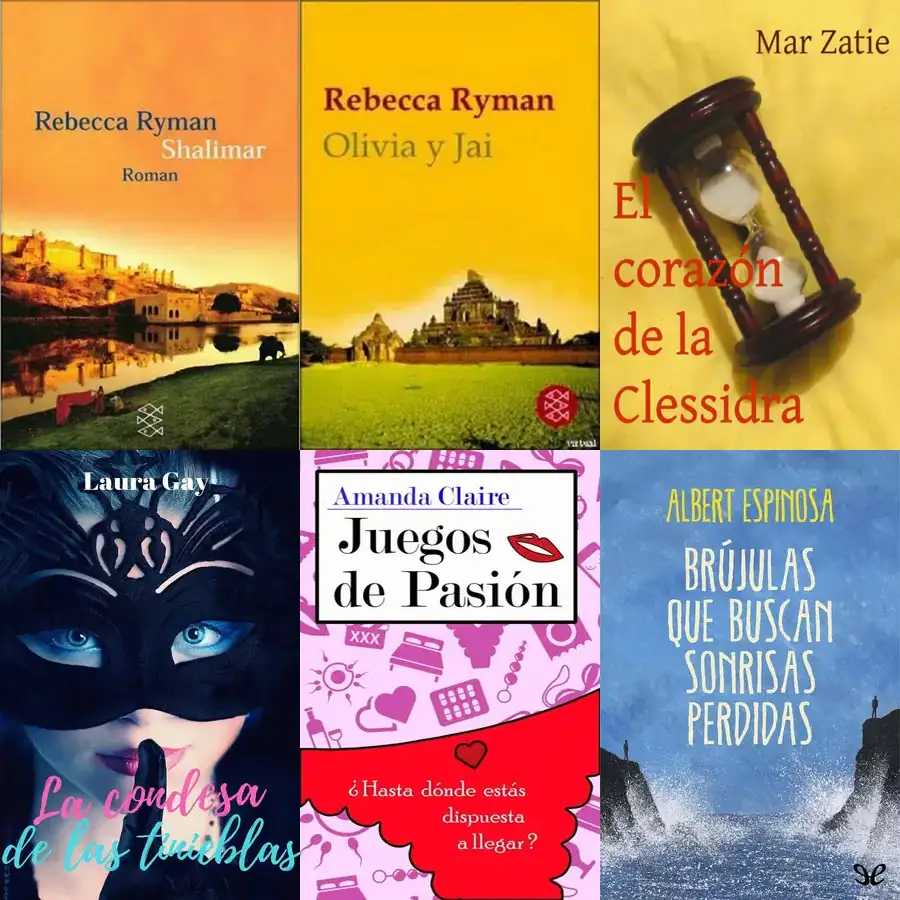 Rebecca Ryman
Shalimar
Roman
Rebecca Ryman
Olivia y Jai
virtual
Mar Zatie
El
corazón
de la
Clessidra
Laura Gay
La condesa
de las tinieblas
Amanda Claire
Juegos
de Pasión
XXX
¿Hasta dónde estás
dispuesta
a llegar?
ALBERT ESPINOSA
BRÚJULAS
QUE BUSCAN
SONRISAS
PERDIDAS